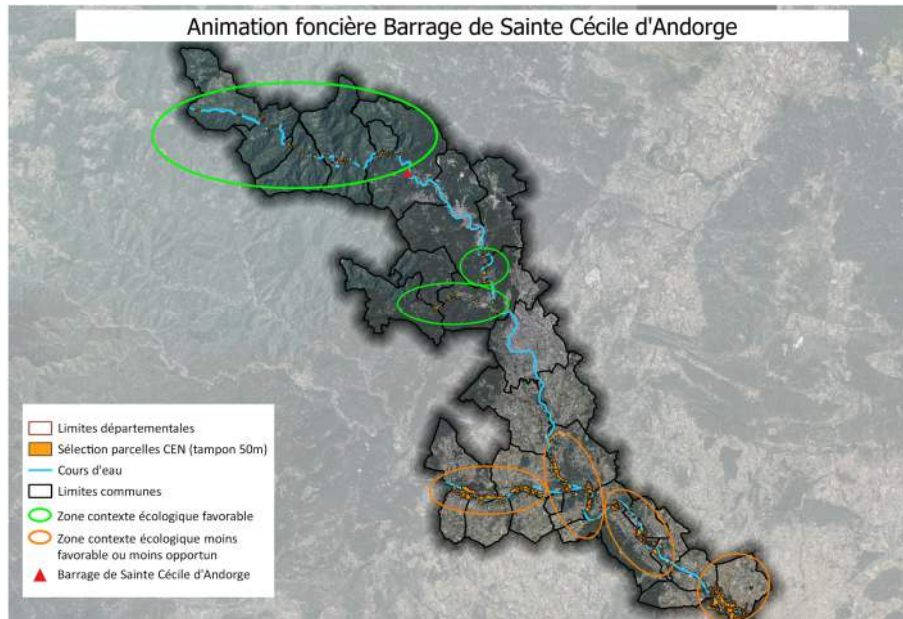 Animation foncière Barrage de Sainte Cécile d'Andorge
Limites départementales
Sélection parcelles CEN (tampon 50m)
Cours d'eau
Limites communes
Zone contexte écologique favorable
Zone contexte écologique moins
favorable ou moins opportun
Barrage de Sainte Cécile d'Andorge